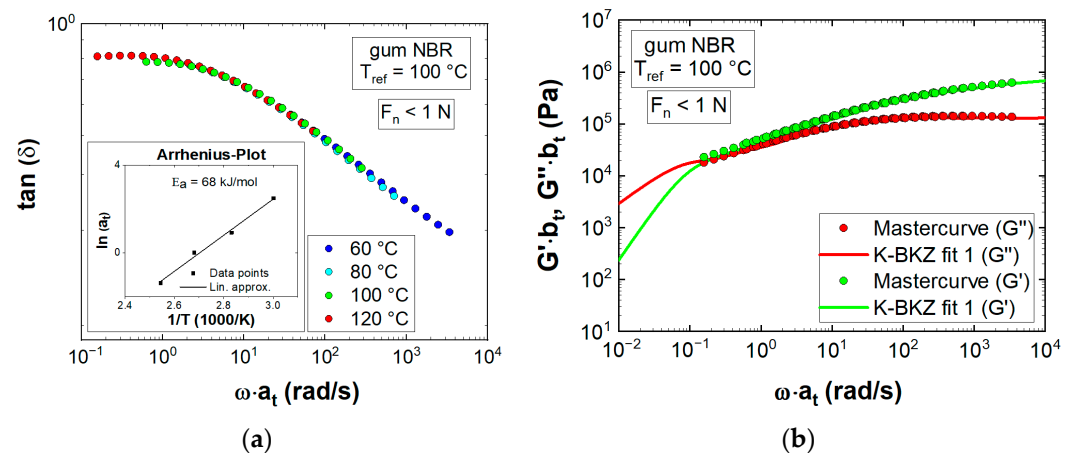 10⁰
gum NBR
T_ref = 100 °C
F_n < 1 N
tan (δ)
Arrhenius-Plot
4
Ea = 68 kJ/mol
ln (a_t)
0
Data points
Lin. approx.
2.4 2.6 2.8 3.0
1/T (1000/K)
60 °C
80 °C
100 °C
120 °C
10⁻¹ 10⁰ 10¹ 10² 10³ 10⁴
ω·a_t (rad/s)
(a)
10⁷
10⁶
10⁵
10⁴
10³
10²
10¹
G'·b_t, G''·b_t (Pa)
gum NBR
T_ref = 100 °C
F_n < 1 N
Mastercurve (G'')
K-BKZ fit 1 (G'')
Mastercurve (G')
K-BKZ fit 1 (G')
10⁻² 10⁻¹ 10⁰ 10¹ 10² 10³ 10⁴
ω·a_t (rad/s)
(b)